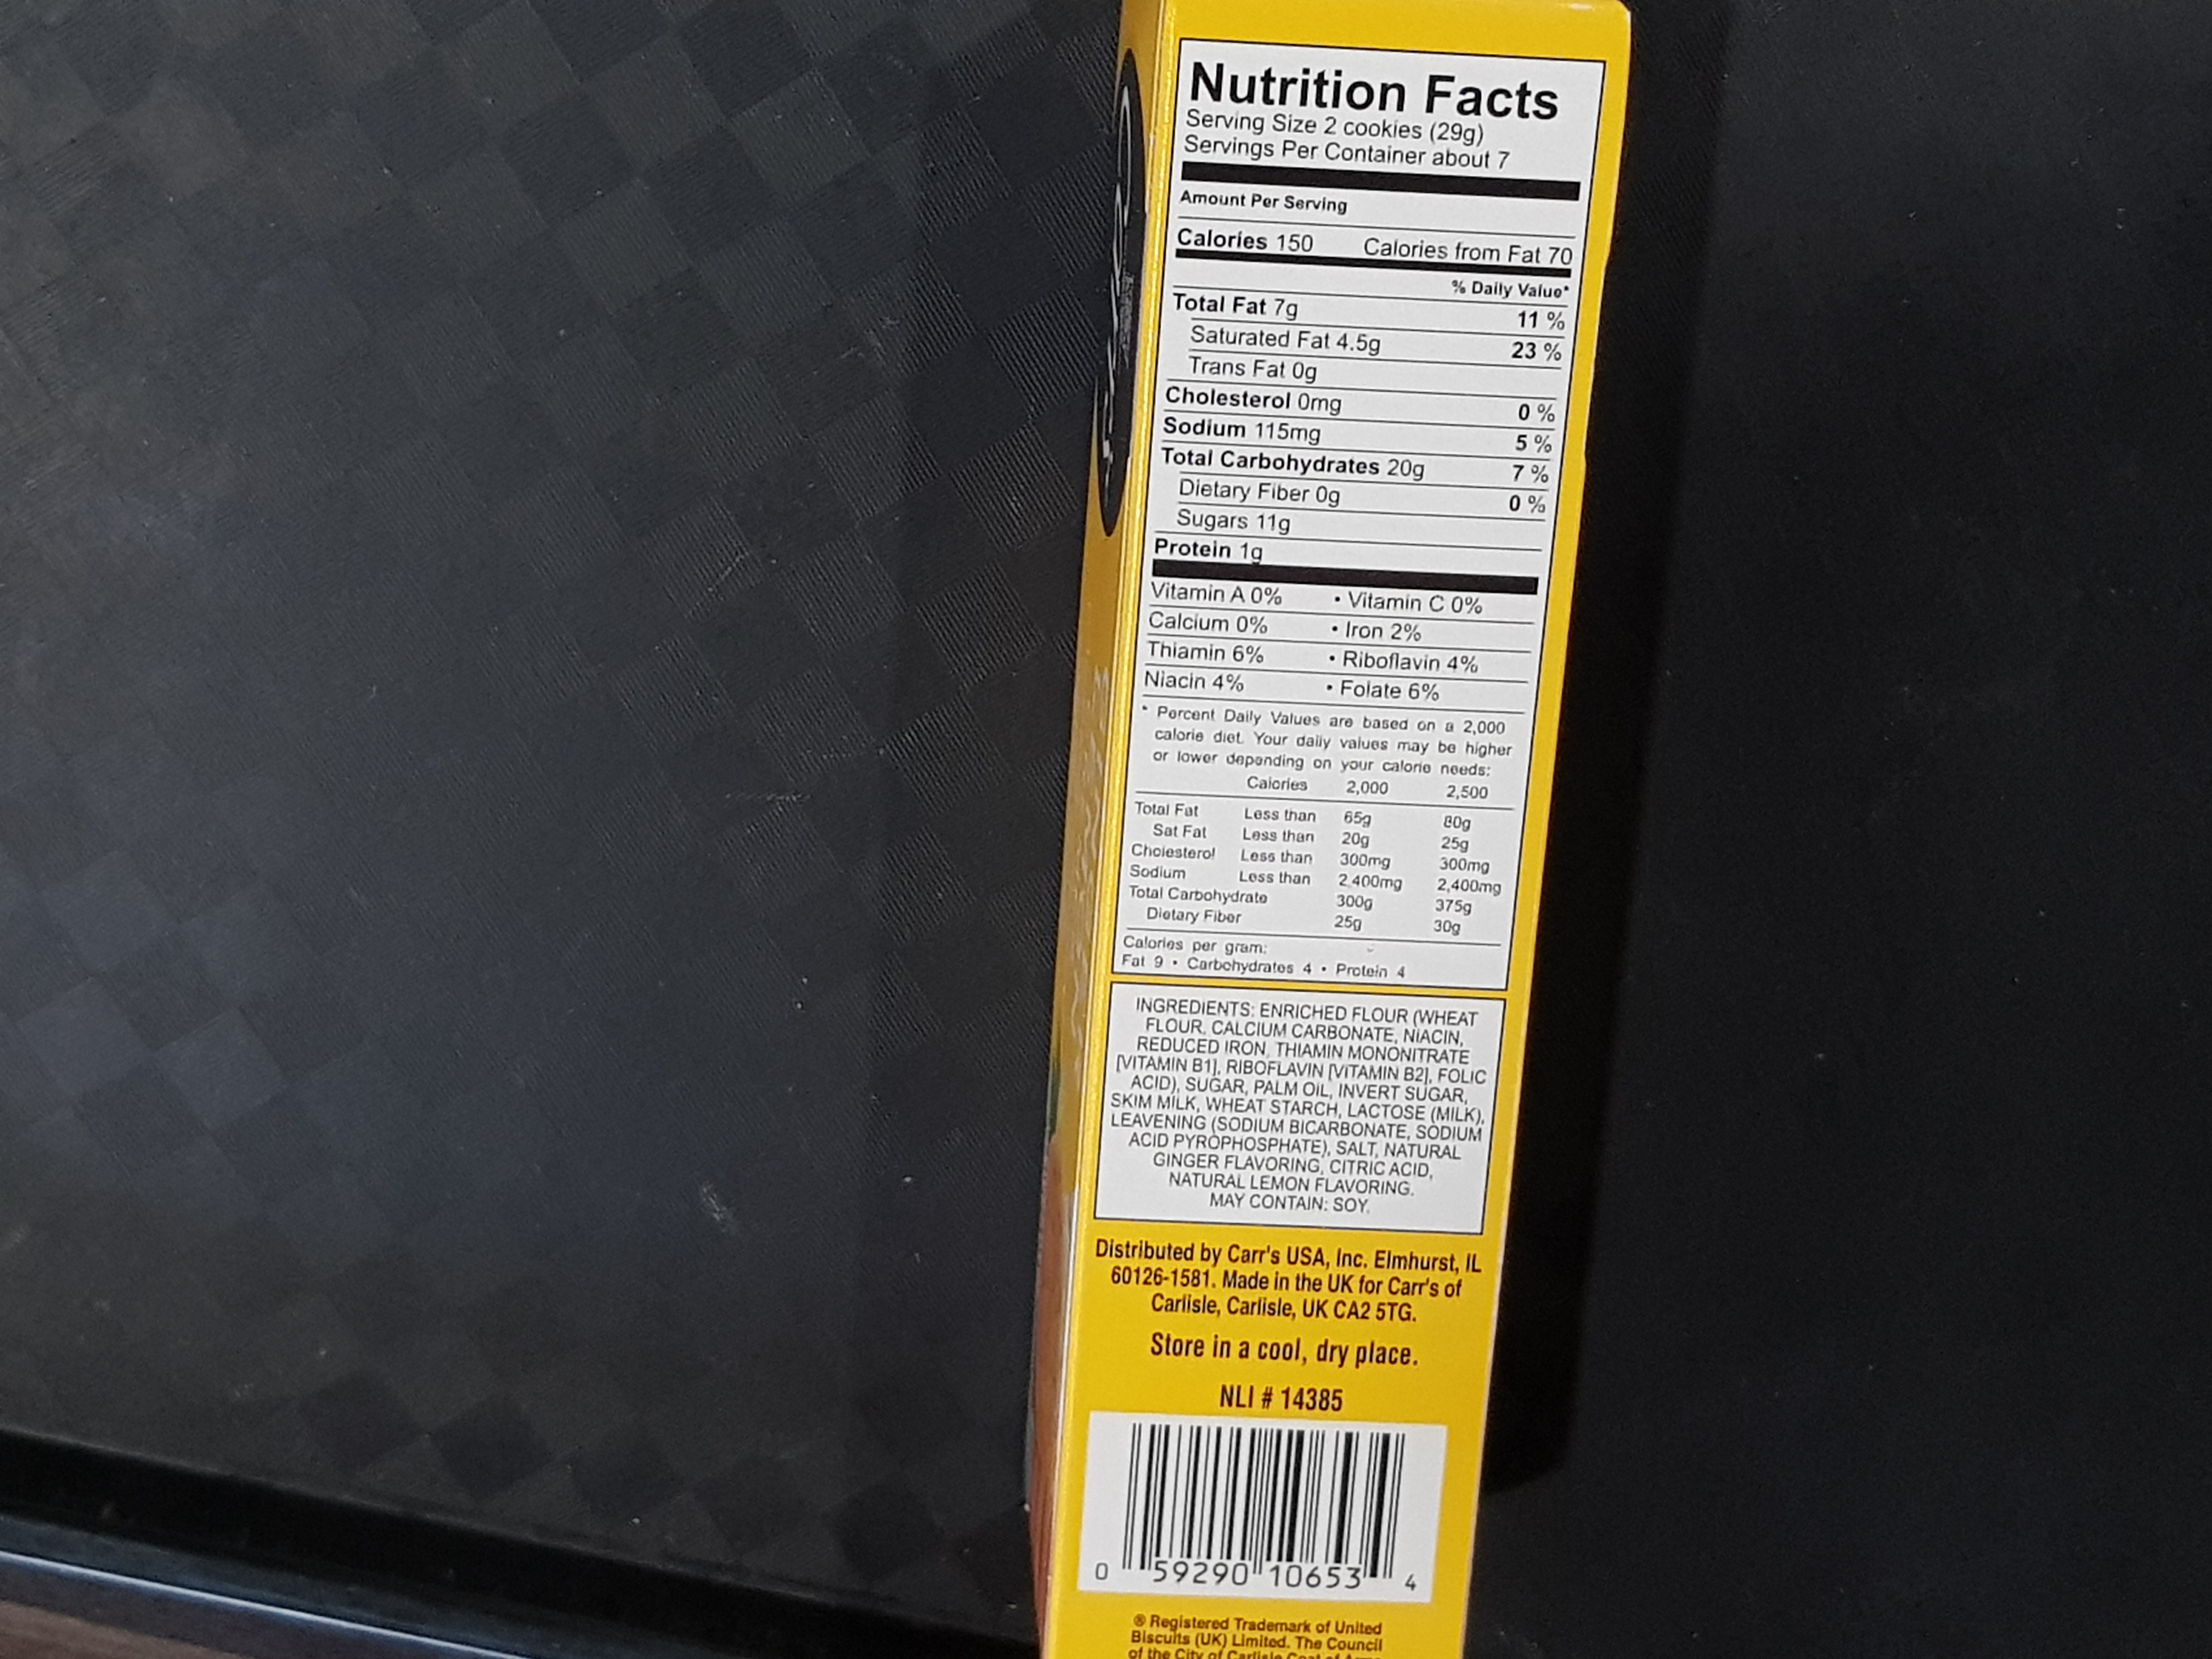 Carr's
Nutrition Facts
Serving Size 2 cookies (29g)
Servings Per Container about 7
Amount Per Serving
Calories 150 Calories from Fat 70
% Daily Value*
Total Fat 7g 11 %
Saturated Fat 4.5g 23 %
Trans Fat 0g
Cholesterol 0mg 0 %
Sodium 115mg 5 %
Total Carbohydrates 20g 7 %
Dietary Fiber 0g 0 %
Sugars 11g
Protein 1g
Vitamin A 0% • Vitamin C 0%
Calcium 0% • Iron 2%
Thiamin 6% • Riboflavin 4%
Niacin 4% • Folate 6%
* Percent Daily Values are based on a 2,000
calorie diet. Your daily values may be higher
or lower depending on your calorie needs:
Calories 2,000 2,500
Total Fat Less than 65g 80g
Sat Fat Less than 20g 25g
Cholesterol Less than 300mg 300mg
Sodium Less than 2,400mg 2,400mg
Total Carbohydrate 300g 375g
Dietary Fiber 25g 30g
Calories per gram:
Fat 9 • Carbohydrates 4 • Protein 4
INGREDIENTS: ENRICHED FLOUR (WHEAT
FLOUR, CALCIUM CARBONATE, NIACIN,
REDUCED IRON, THIAMIN MONONITRATE
[VITAMIN B1], RIBOFLAVIN [VITAMIN B2], FOLIC
ACID), SUGAR, PALM OIL, INVERT SUGAR,
SKIM MILK, WHEAT STARCH, LACTOSE (MILK),
LEAVENING (SODIUM BICARBONATE, SODIUM
ACID PYROPHOSPHATE), SALT, NATURAL
GINGER FLAVORING, CITRIC ACID,
NATURAL LEMON FLAVORING.
MAY CONTAIN: SOY.
Distributed by Carr's USA, Inc. Elmhurst, IL
60126-1581. Made in the UK for Carr's of
Carlisle, Carlisle, UK CA2 5TG.
Store in a cool, dry place.
NLI # 14385
0 59290 10653 4
® Registered Trademark of United
Biscuits (UK) Limited. The Council
of the City of Carlisle Coat of Arms